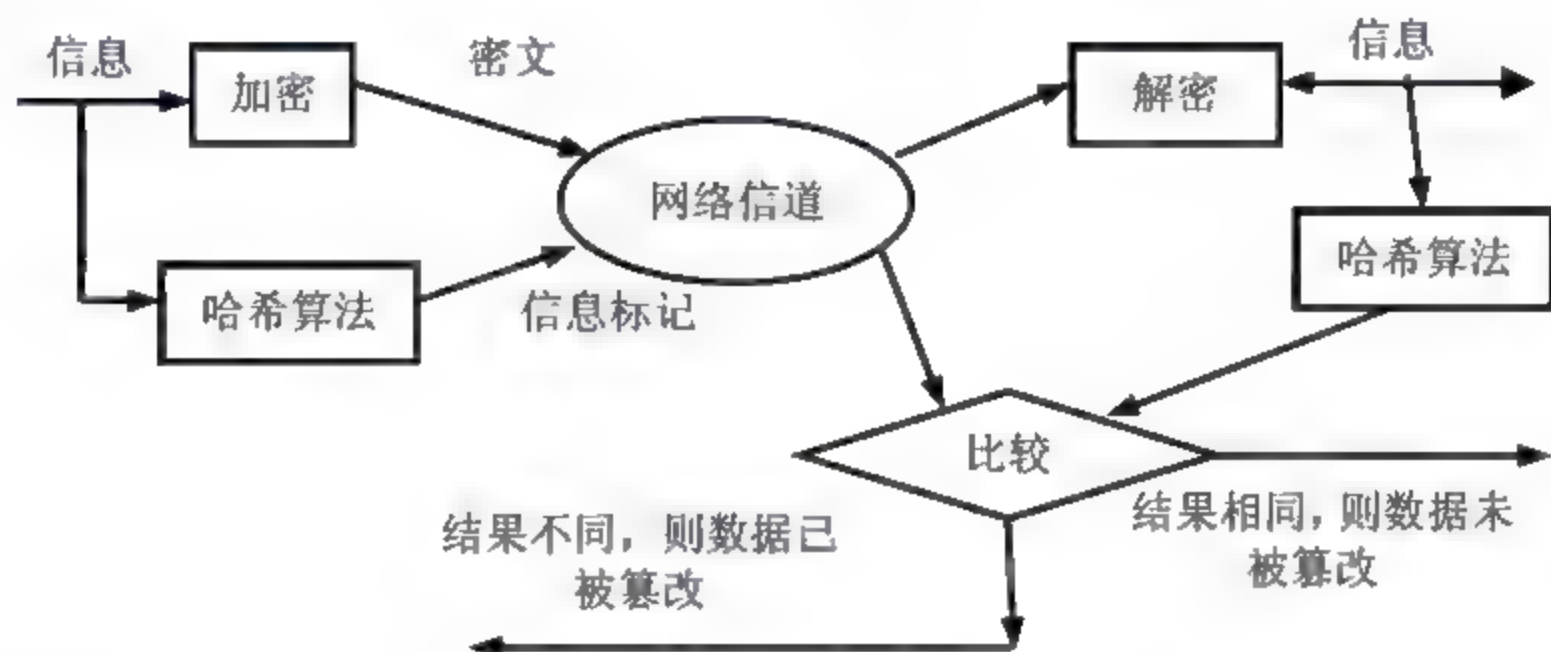 信息
加密
密文
网络信道
哈希算法
信息标记
解密
信息
哈希算法
比较
结果不同，则数据已
被篡改
结果相同，则数据未
被篡改